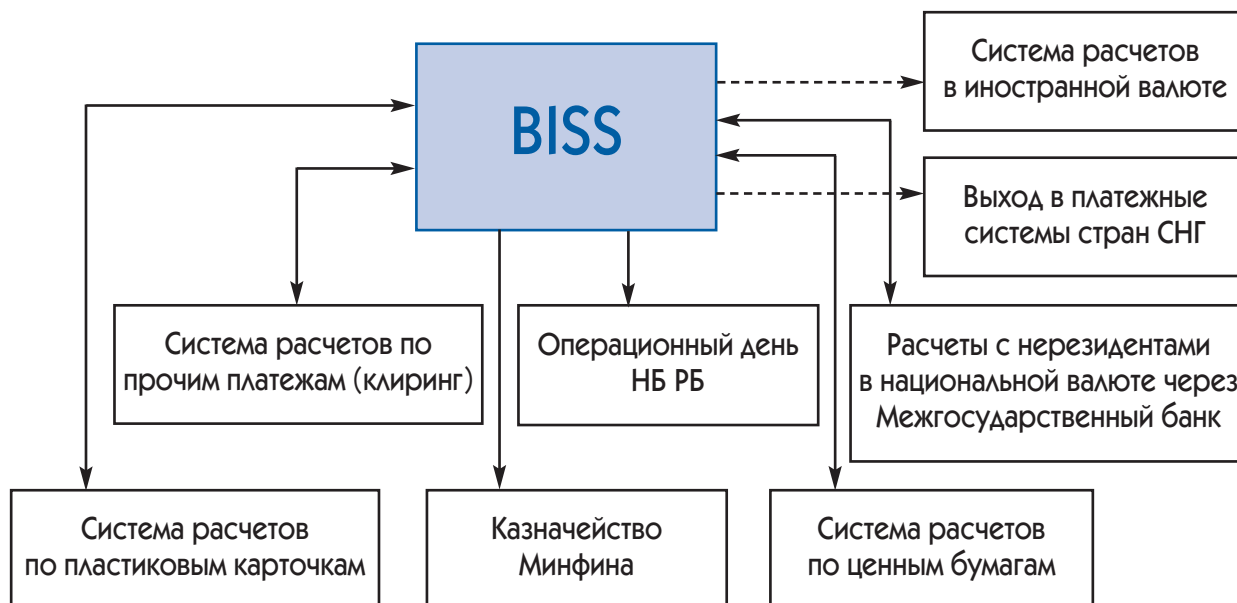 BISS
Система расчетов
в иностранной валюте
Выход в платежные
системы стран СНГ
Система расчетов по
прочим платежам (клиринг)
Операционный день
НБ РБ
Расчеты с нерезидентами
в национальной валюте через
Межгосударственный банк
Система расчетов
по пластиковым карточкам
Казначейство
Минфина
Система расчетов
по ценным бумагам